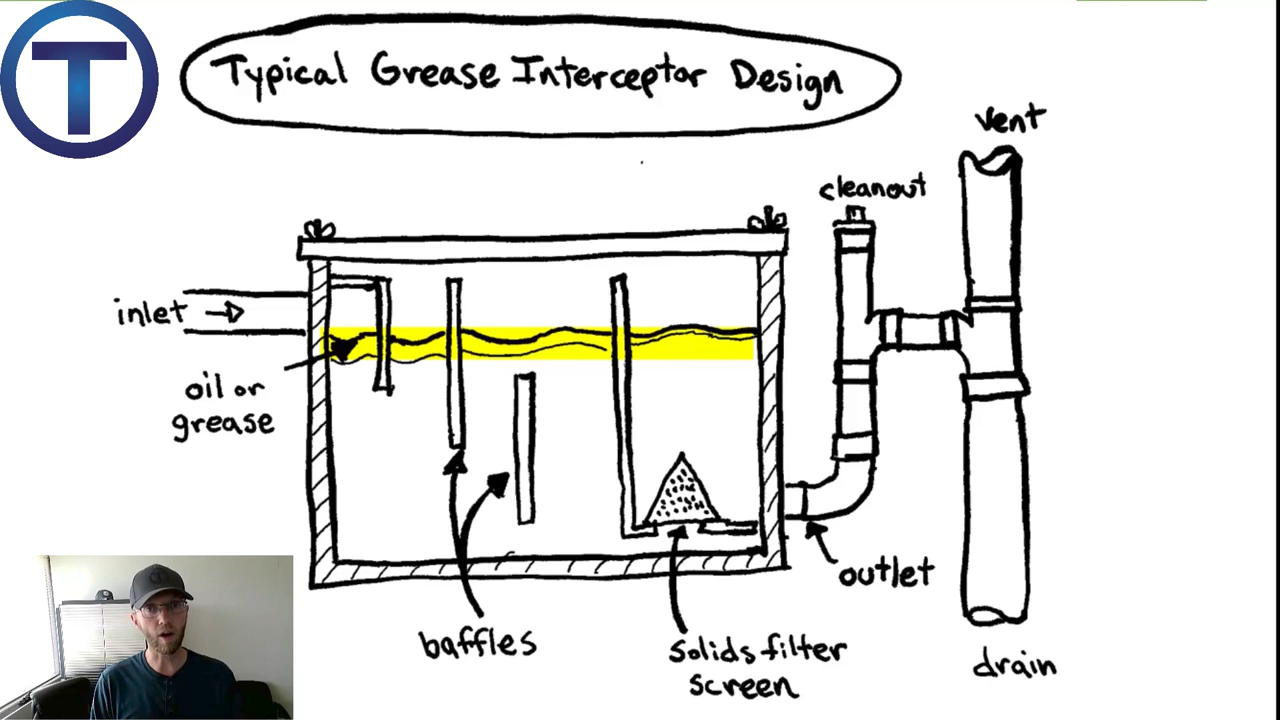 T
Typical Grease Interceptor Design
vent
cleanout
inlet
oil or
grease
outlet
baffles
solids filter
screen
drain